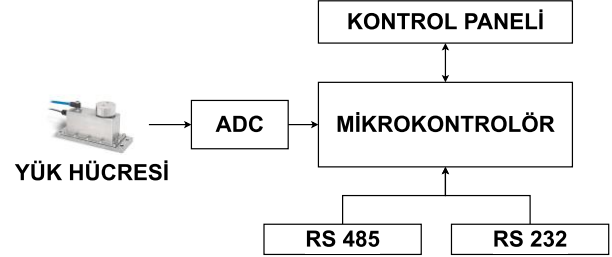 KONTROL PANELİ
ADC
MİKROKONTROLÖR
YÜK HÜCRESİ
RS 485
RS 232